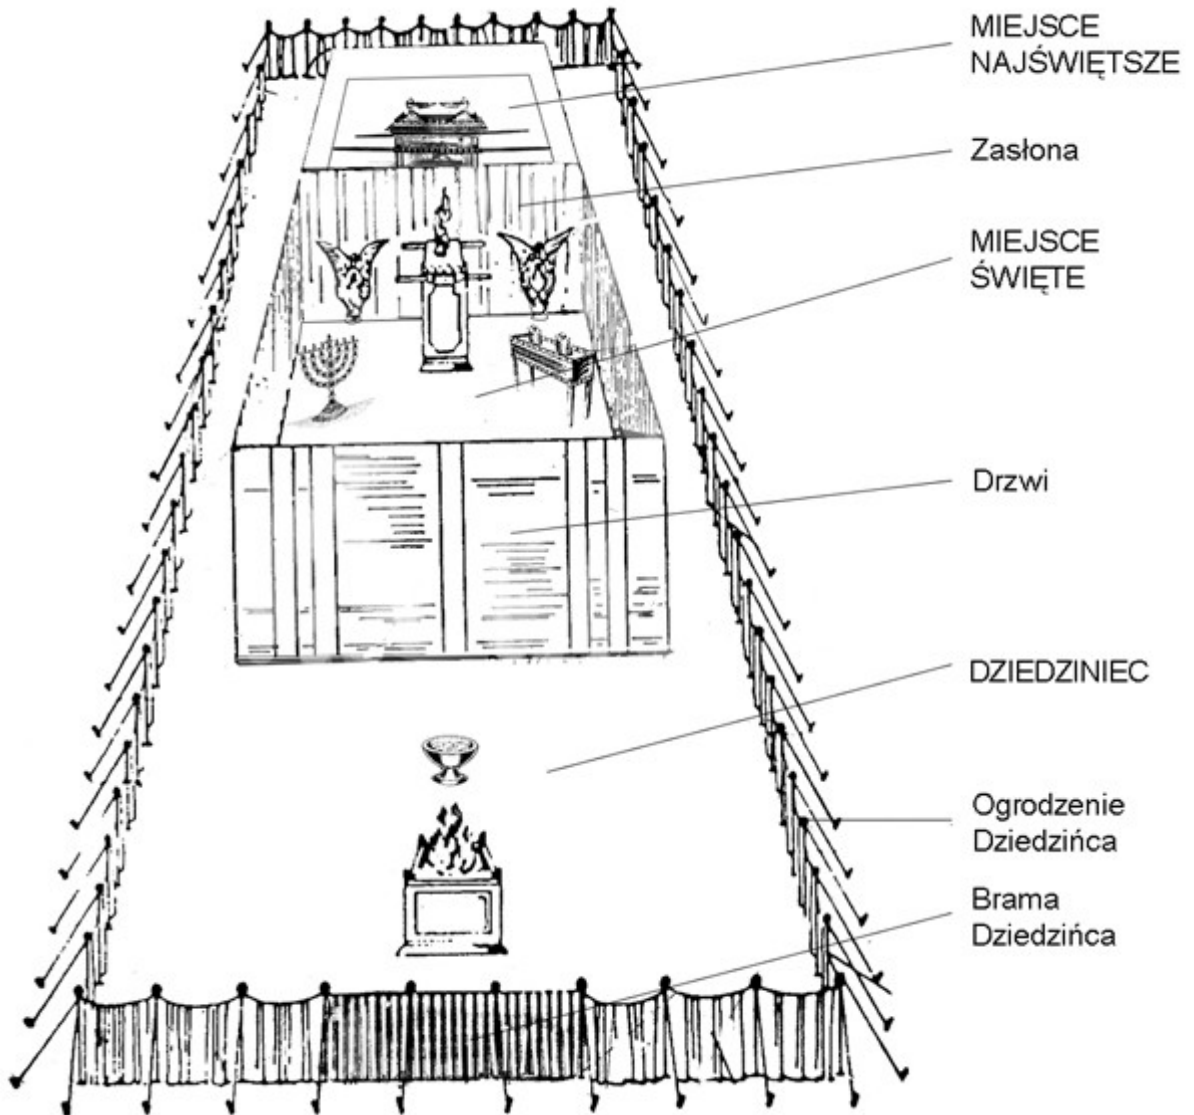 MIEJSCE
NAJŚWIĘTSZE
Zasłona
MIEJSCE
ŚWIĘTE
Drzwi
DZIEDZINIEC
Ogrodzenie
Dziedzińca
Brama
Dziedzińca